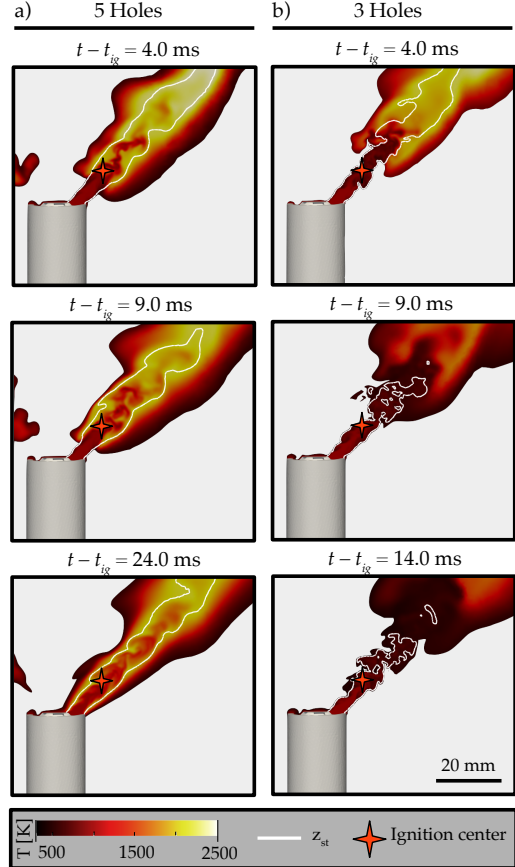 a) 5 Holes
b) 3 Holes
t − t_ig = 4.0 ms
t − t_ig = 4.0 ms
t − t_ig = 9.0 ms
t − t_ig = 9.0 ms
t − t_ig = 24.0 ms
t − t_ig = 14.0 ms
20 mm
T [K]
500 1500 2500
z_st
Ignition center